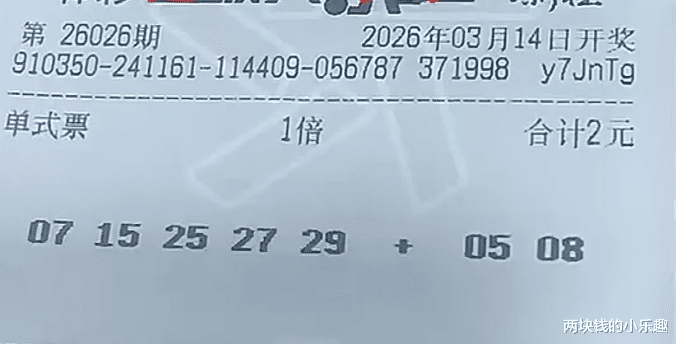 第 26026期 2026年03月14日开奖
910350-241161-114409-056787 371998 y7JnTg
单式票 1倍 合计2元
07 15 25 27 29 + 05 08
两块钱的小乐趣